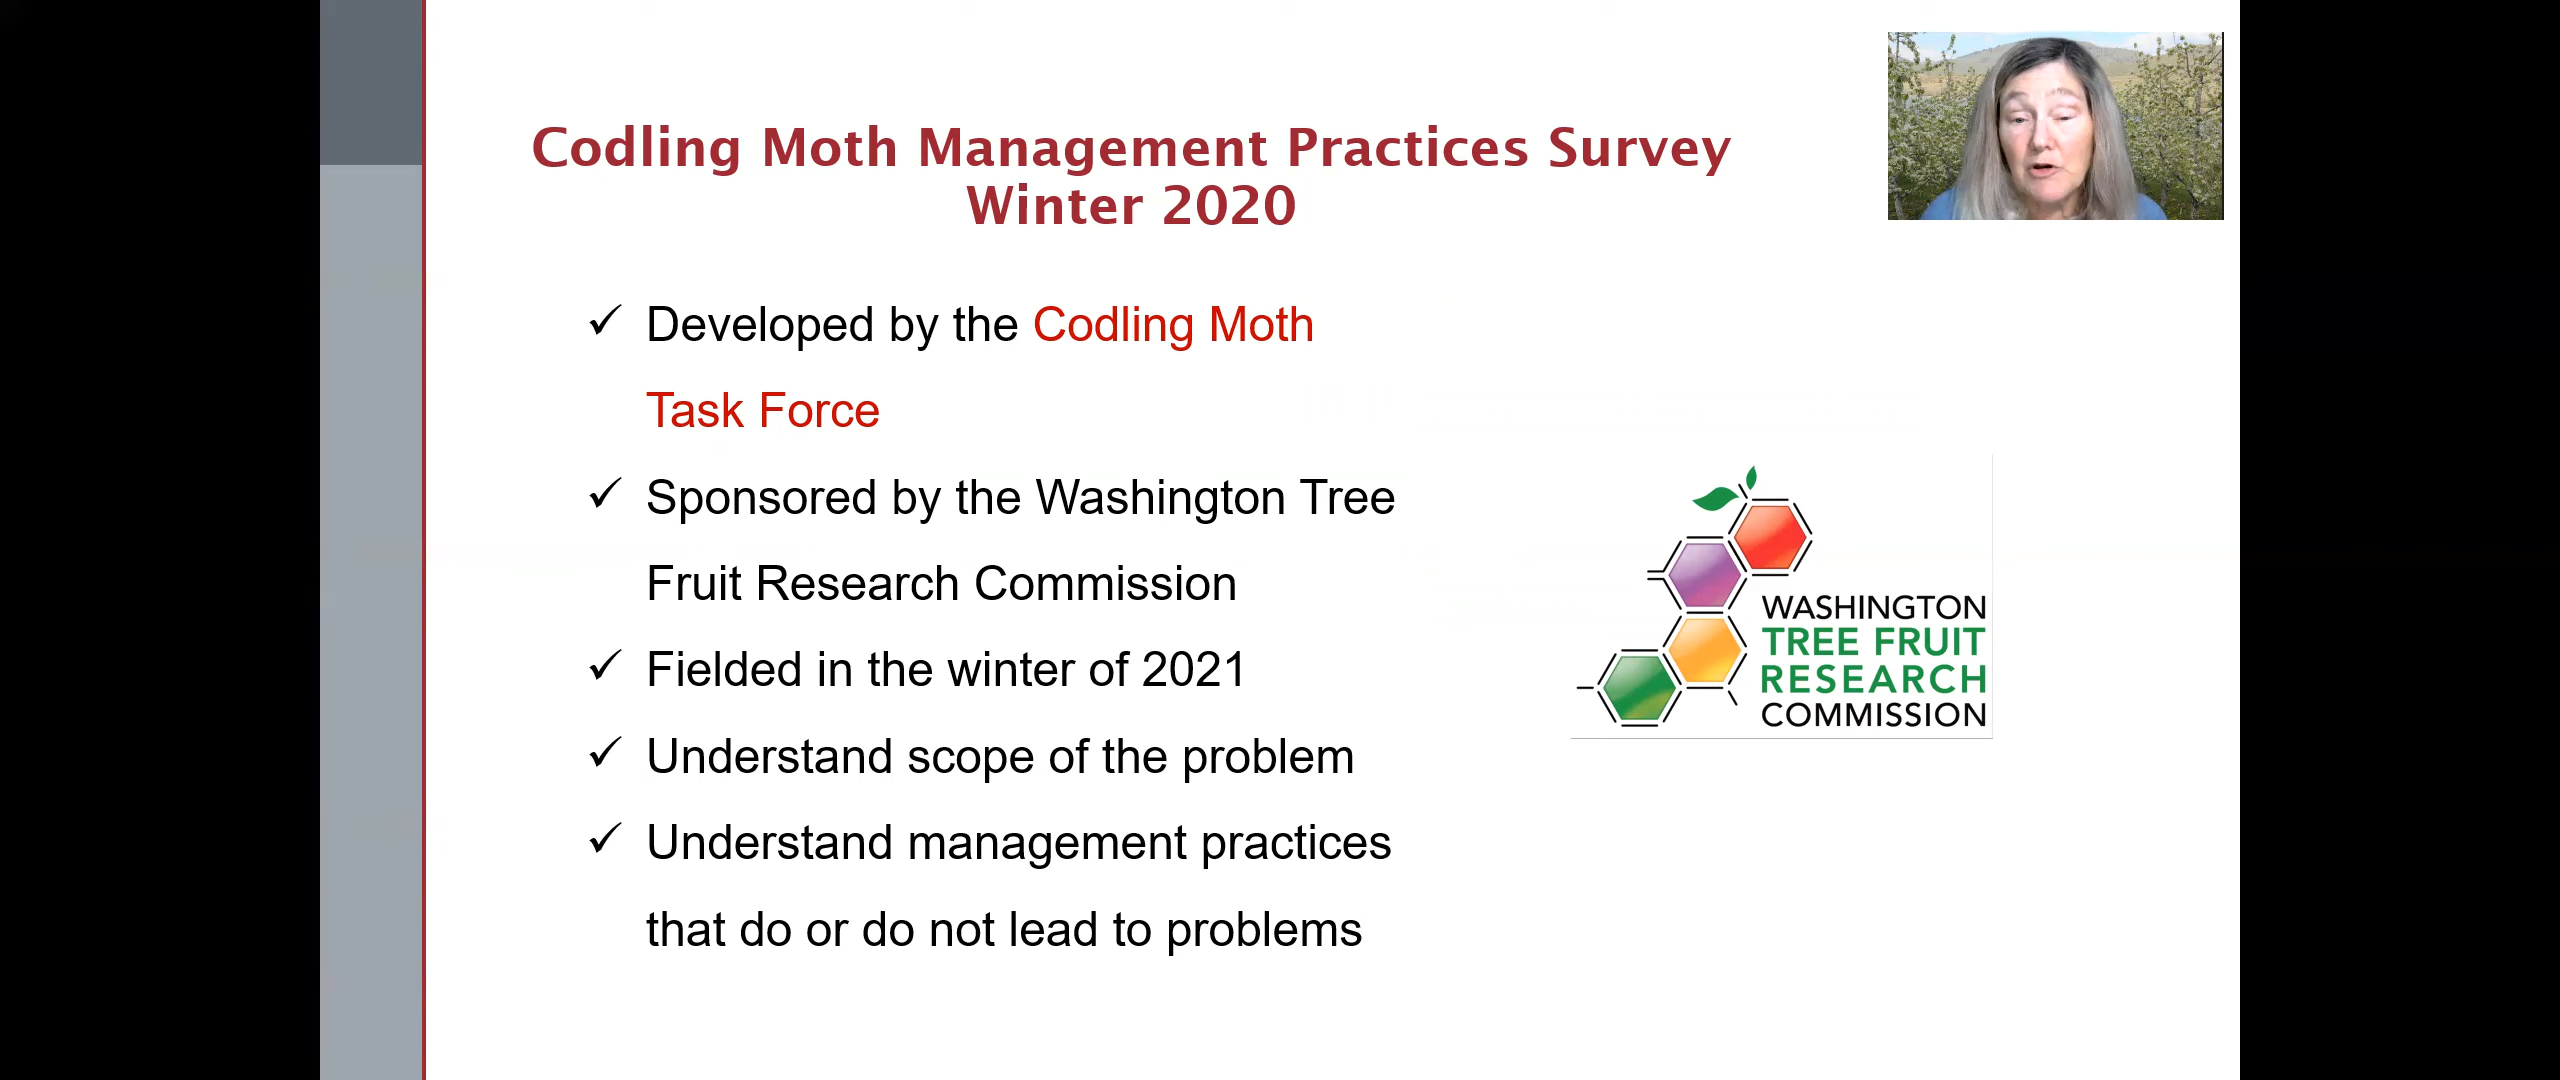 Codling Moth Management Practices Survey
Winter 2020
✓ Developed by the Codling Moth
Task Force
✓ Sponsored by the Washington Tree
Fruit Research Commission
✓ Fielded in the winter of 2021
✓ Understand scope of the problem
✓ Understand management practices
that do or do not lead to problems
WASHINGTON
TREE FRUIT
RESEARCH
COMMISSION